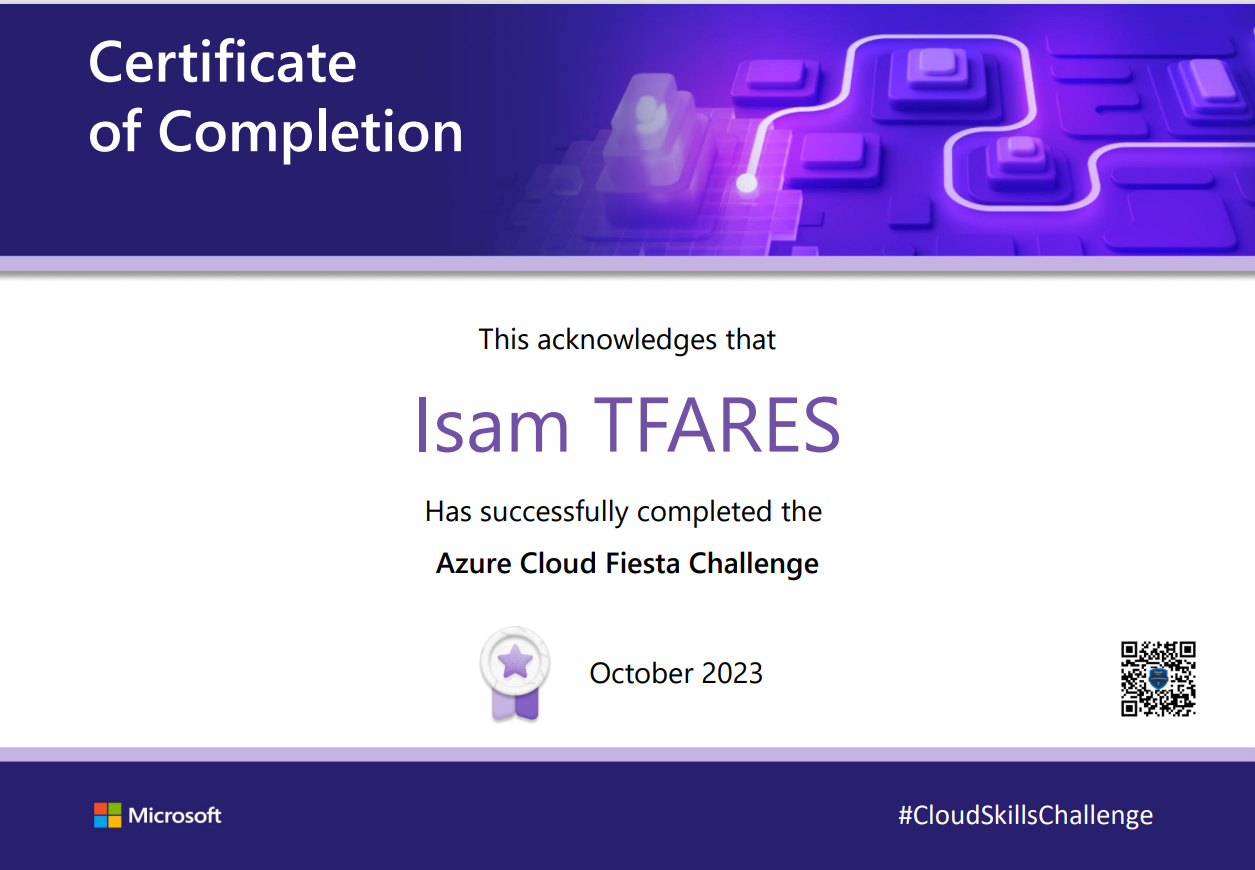 Certificate
of Completion
This acknowledges that
Isam TFARES
Has successfully completed the
Azure Cloud Fiesta Challenge
October 2023
Microsoft
#CloudSkillsChallenge